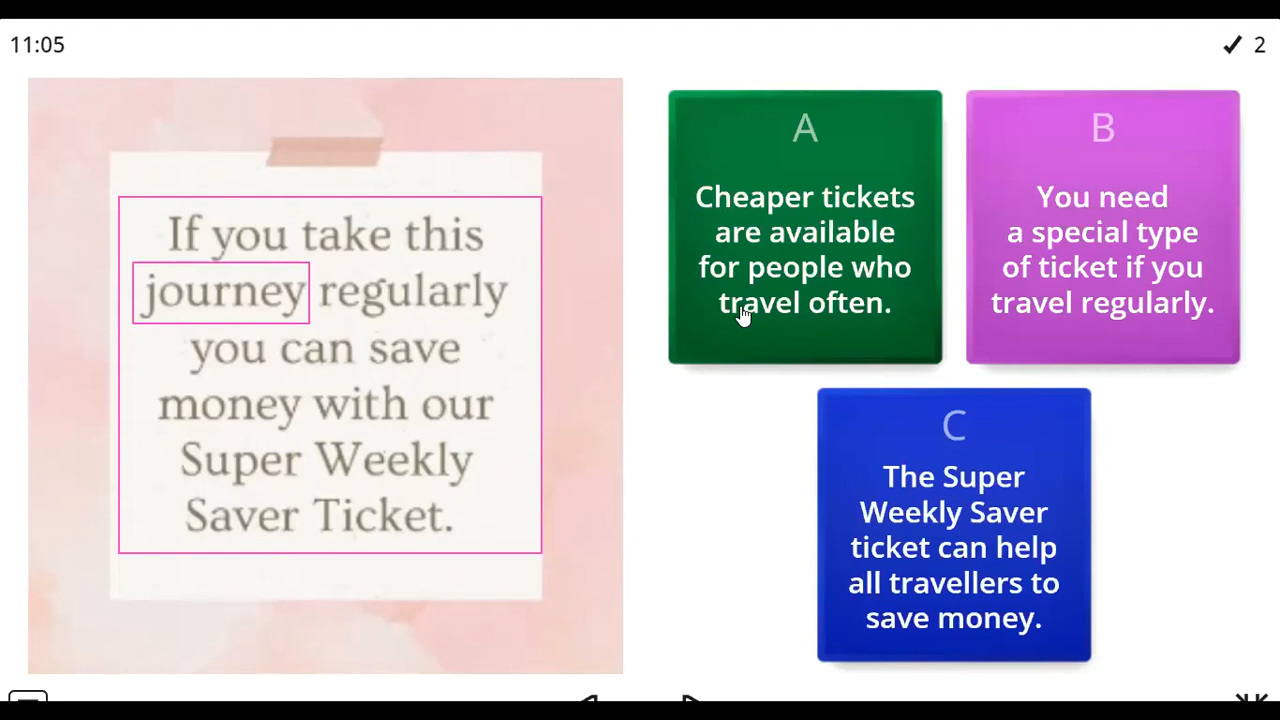 11:05
2
If you take this
journey regularly
you can save
money with our
Super Weekly
Saver Ticket.
A
Cheaper tickets
are available
for people who
travel often.
B
You need
a special type
of ticket if you
travel regularly.
C
The Super
Weekly Saver
ticket can help
all travellers to
save money.